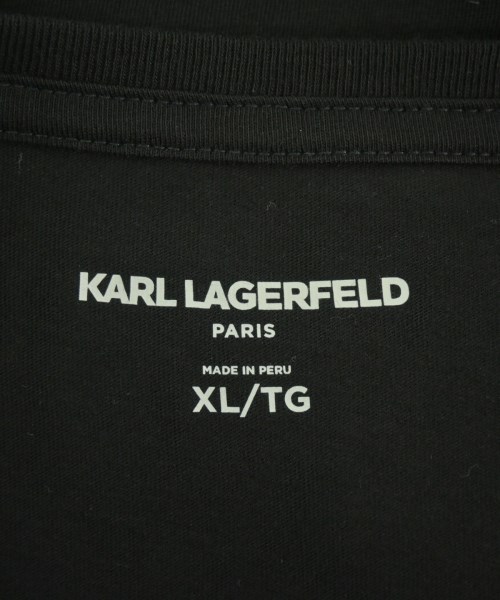 KARL LAGERFELD
PARIS
MADE IN PERU
XL/TG